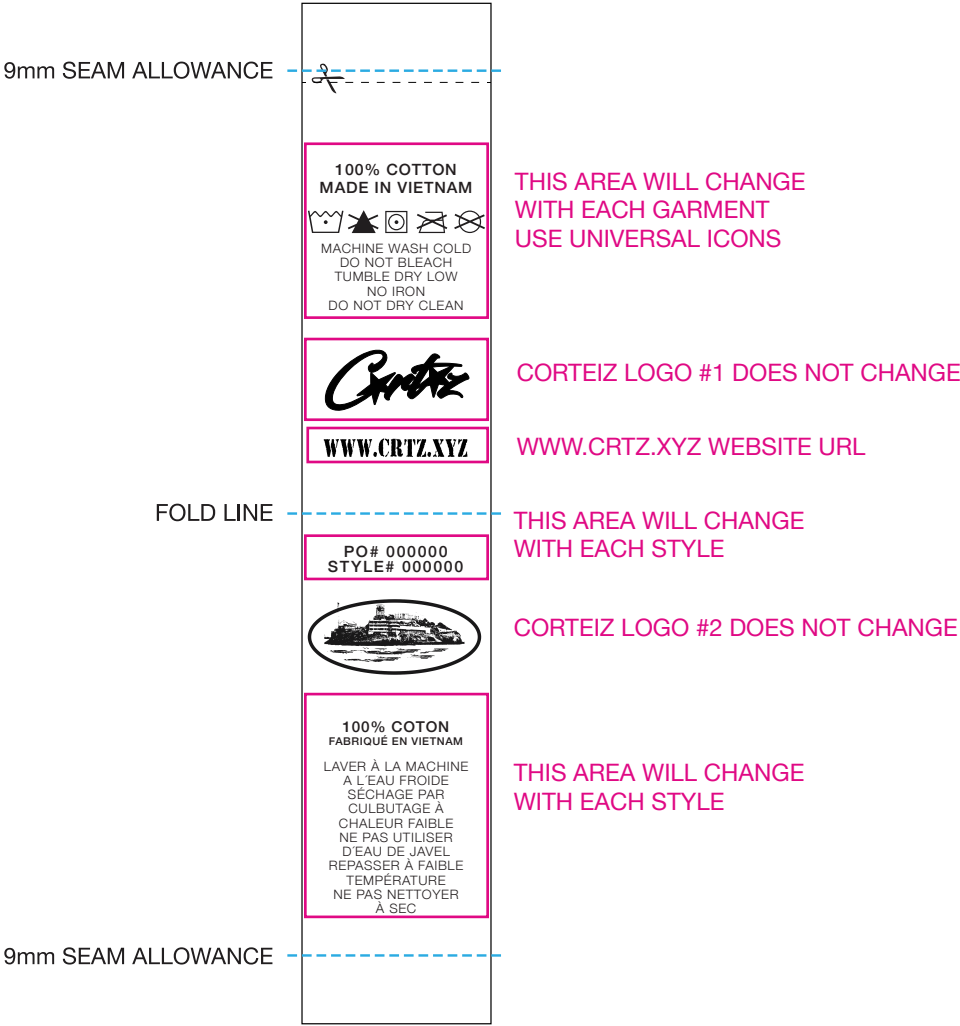 9mm SEAM ALLOWANCE
100% COTTON
MADE IN VIETNAM
MACHINE WASH COLD
DO NOT BLEACH
TUMBLE DRY LOW
NO IRON
DO NOT DRY CLEAN
THIS AREA WILL CHANGE
WITH EACH GARMENT
USE UNIVERSAL ICONS
Crtz
CORTEIZ LOGO #1 DOES NOT CHANGE
WWW.CRTZ.XYZ
WWW.CRTZ.XYZ WEBSITE URL
FOLD LINE
THIS AREA WILL CHANGE
WITH EACH STYLE
PO# 000000
STYLE# 000000
CORTEIZ LOGO #2 DOES NOT CHANGE
100% COTON
FABRIQUÉ EN VIETNAM
LAVER À LA MACHINE
A L´EAU FROIDE
SÉCHAGE PAR
CULBUTAGE À
CHALEUR FAIBLE
NE PAS UTILISER
D´EAU DE JAVEL
REPASSER À FAIBLE
TEMPÉRATURE
NE PAS NETTOYER
À SEC
THIS AREA WILL CHANGE
WITH EACH STYLE
9mm SEAM ALLOWANCE